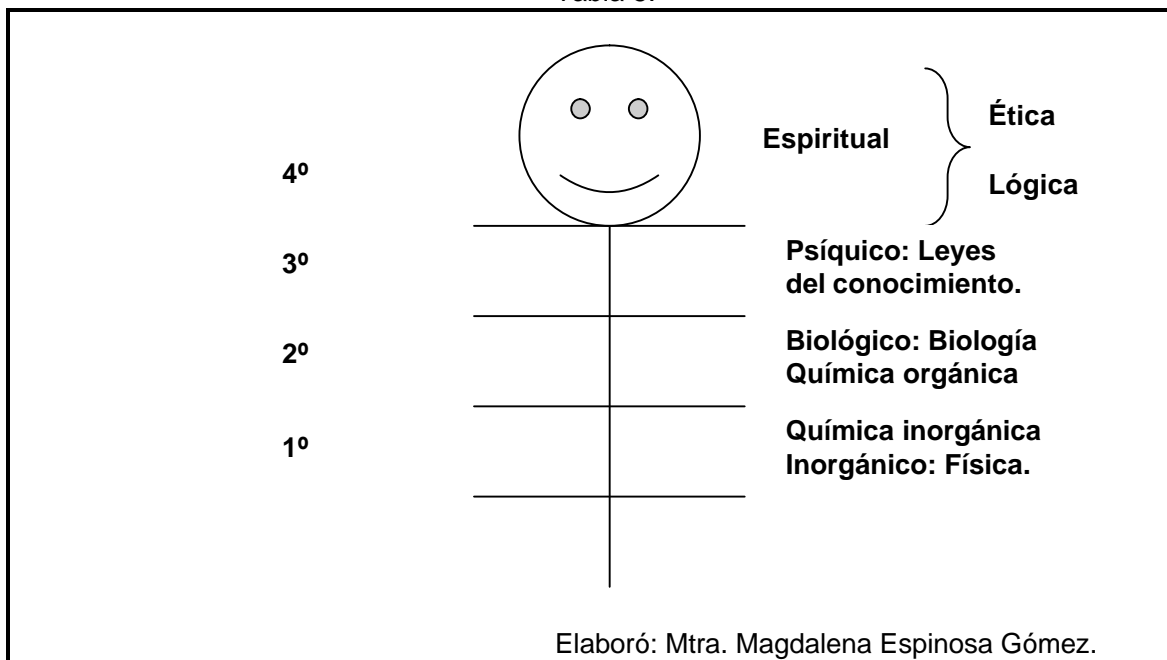 4º
Espiritual
Ética
Lógica
3º
Psíquico: Leyes
del conocimiento.
2º
Biológico: Biología
Química orgánica
1º
Química inorgánica
Inorgánico: Física.
Elaboró: Mtra. Magdalena Espinosa Gómez.